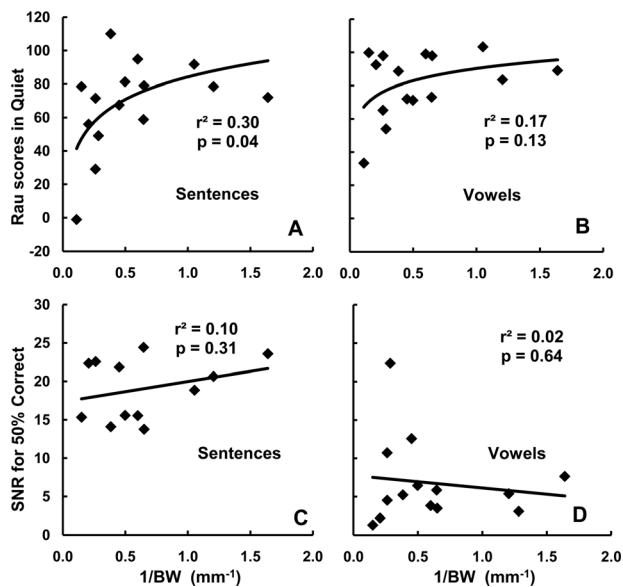 Rau scores in Quiet
120
100
80
60
40
20
0
-20
r² = 0.30
p = 0.04
Sentences
A
0.0 0.5 1.0 1.5 2.0
r² = 0.17
p = 0.13
Vowels
B
0.0 0.5 1.0 1.5 2.0
SNR for 50% Correct
30
25
20
15
10
5
0
r² = 0.10
p = 0.31
Sentences
C
0.0 0.5 1.0 1.5 2.0
1/BW (mm⁻¹)
r² = 0.02
p = 0.64
Vowels
D
0.0 0.5 1.0 1.5 2.0
1/BW (mm⁻¹)